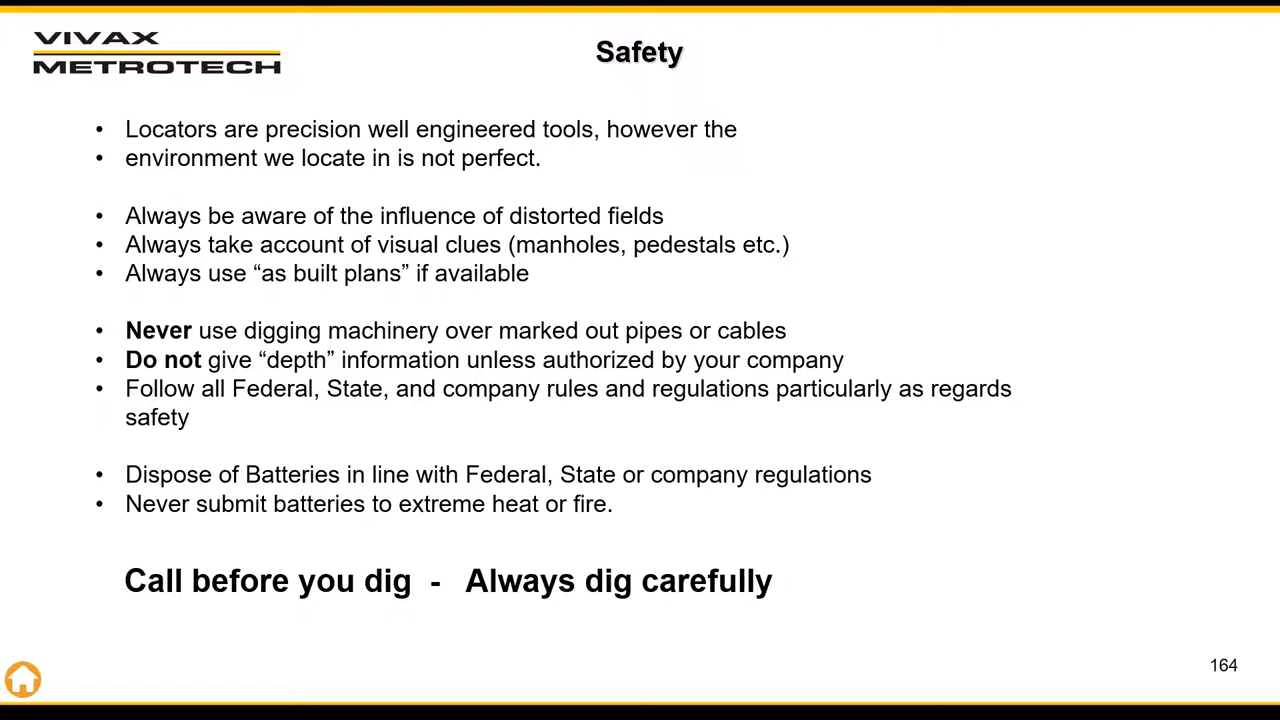 VIVAX
METROTECH
Safety
• Locators are precision well engineered tools, however the
• environment we locate in is not perfect.
• Always be aware of the influence of distorted fields
• Always take account of visual clues (manholes, pedestals etc.)
• Always use “as built plans” if available
• Never use digging machinery over marked out pipes or cables
• Do not give “depth” information unless authorized by your company
• Follow all Federal, State, and company rules and regulations particularly as regards
safety
• Dispose of Batteries in line with Federal, State or company regulations
• Never submit batteries to extreme heat or fire.
Call before you dig - Always dig carefully
164